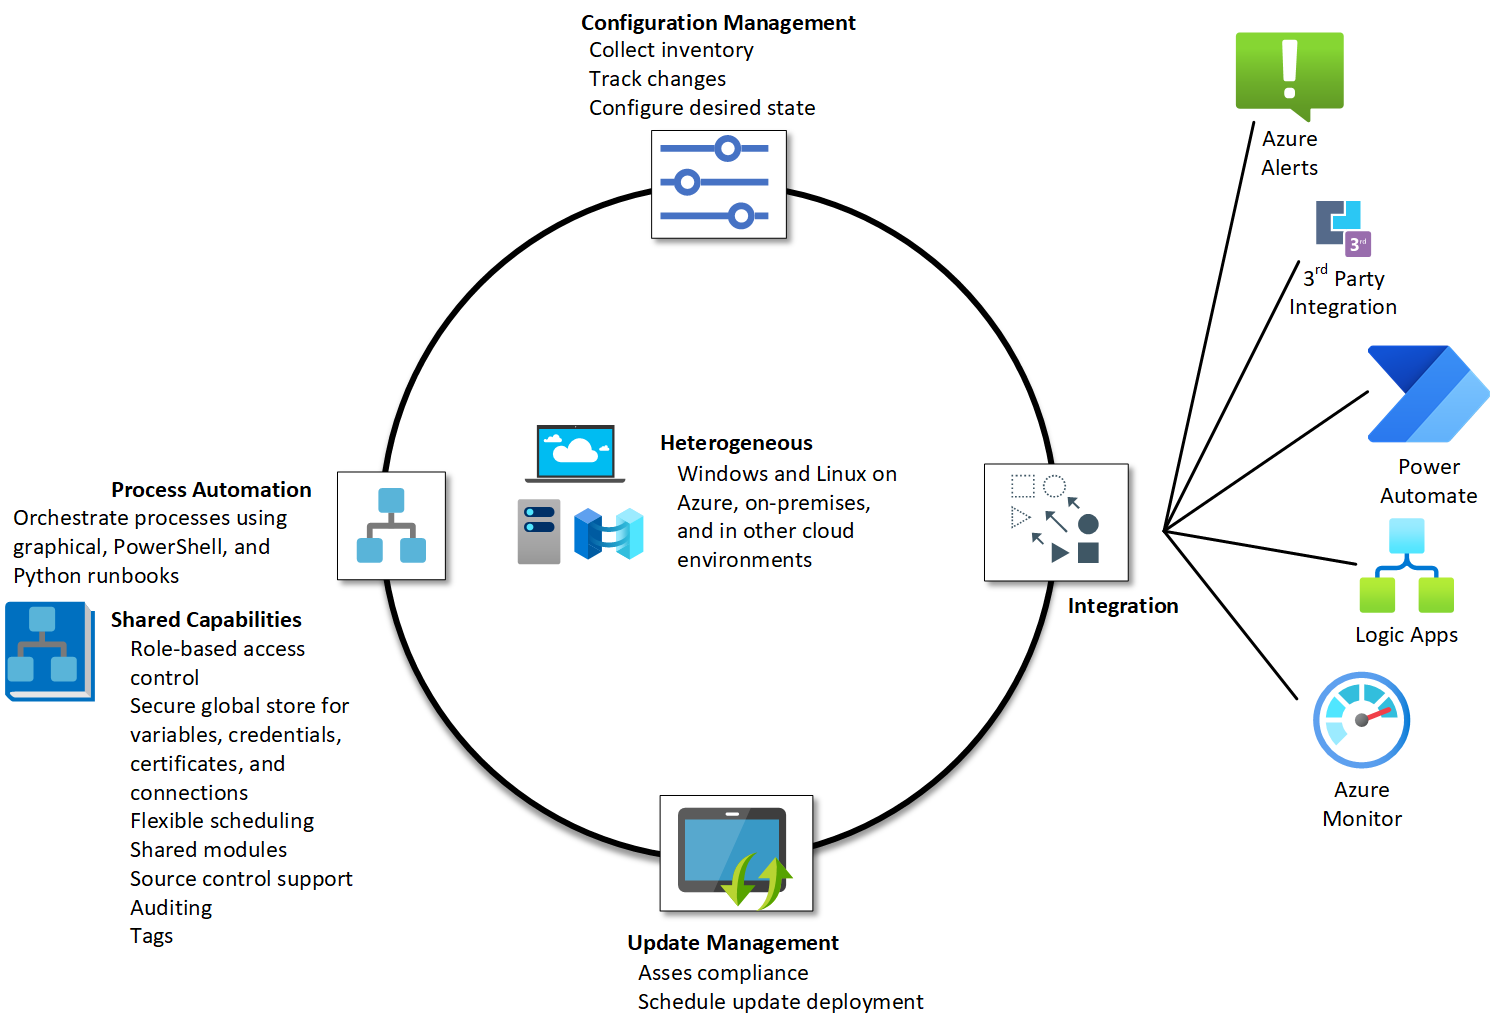 Configuration Management
Collect inventory
Track changes
Configure desired state
Azure
Alerts
3rd
3rd Party
Integration
Power
Automate
Logic Apps
Azure
Monitor
Integration
Heterogeneous
Windows and Linux on
Azure, on-premises,
and in other cloud
environments
Process Automation
Orchestrate processes using
graphical, PowerShell, and
Python runbooks
Shared Capabilities
Role-based access
control
Secure global store for
variables, credentials,
certificates, and
connections
Flexible scheduling
Shared modules
Source control support
Auditing
Tags
Update Management
Asses compliance
Schedule update deployment